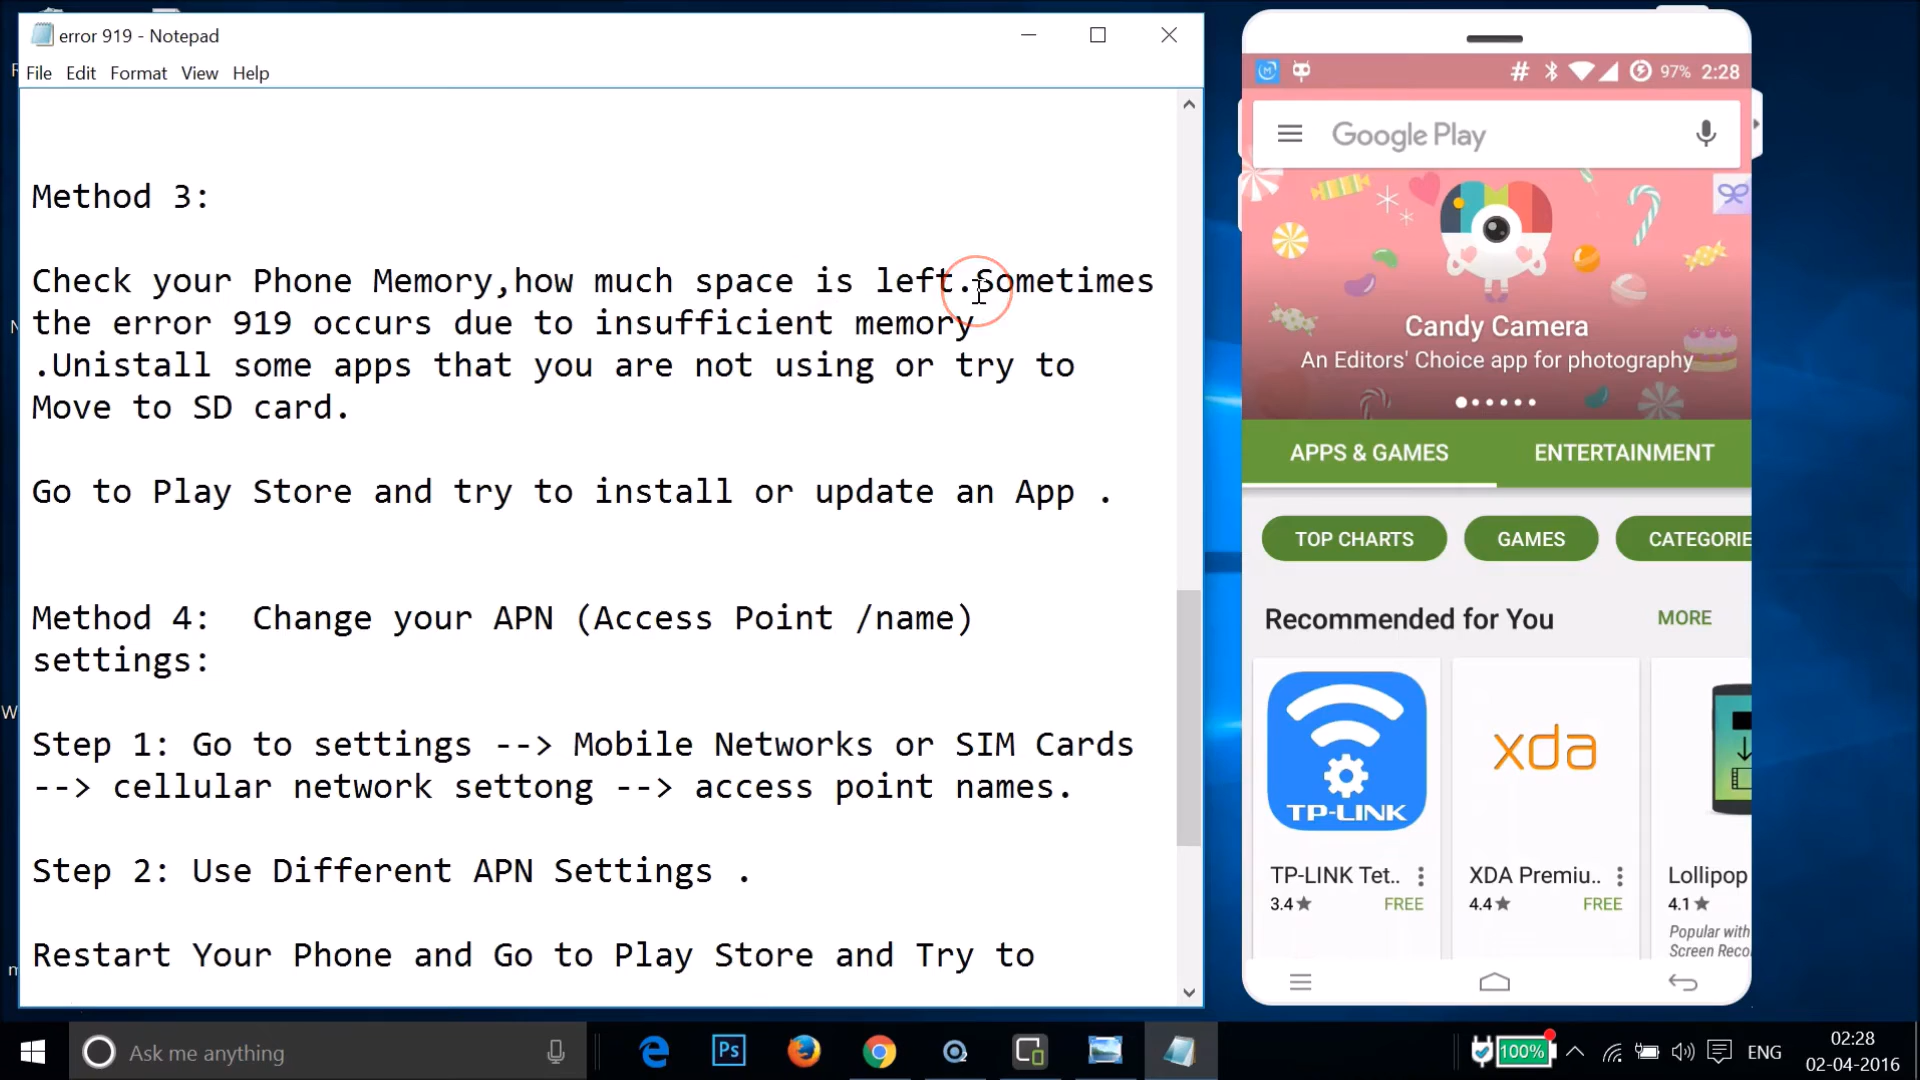 error 919 - Notepad
File Edit Format View Help
Method 3:
Check your Phone Memory,how much space is left.Sometimes
the error 919 occurs due to insufficient memory
.Unistall some apps that you are not using or try to
Move to SD card.
Go to Play Store and try to install or update an App .
Method 4:  Change your APN (Access Point /name)
settings:
Step 1: Go to settings --> Mobile Networks or SIM Cards
--> cellular network settong --> access point names.
Step 2: Use Different APN Settings .
Restart Your Phone and Go to Play Store and Try to
97% 2:28
Google Play
Candy Camera
An Editors' Choice app for photography
APPS & GAMES ENTERTAINMENT
TOP CHARTS GAMES CATEGORIE
Recommended for You MORE
TP-LINK
xda
TP-LINK Tet.. XDA Premiu.. Lollipop
3.4★ FREE 4.4★ FREE 4.1★
Popular with
Screen Reco
Ask me anything
Ps
100%
ENG
02:28
02-04-2016